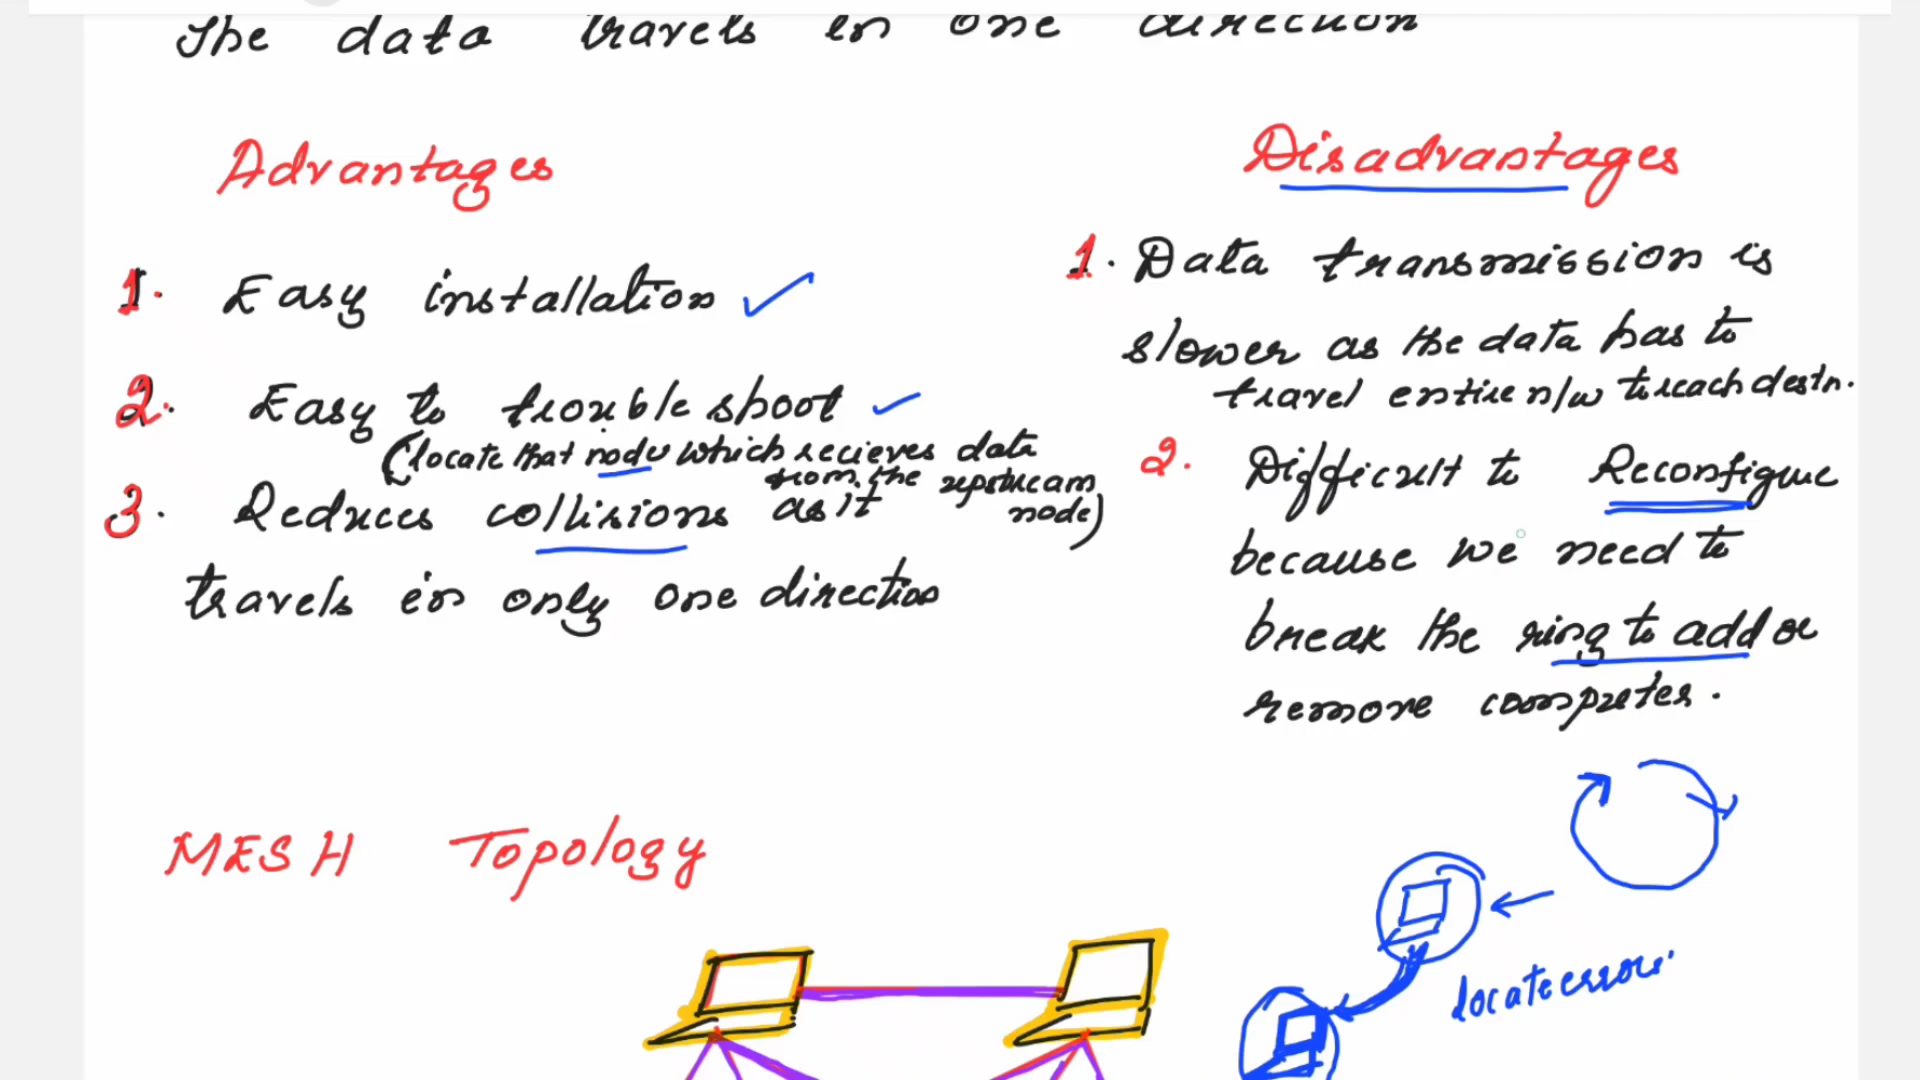 The data travels in one direction
Advantages
1. Easy installation
2. Easy to trouble shoot
(locate that node which recieves data
from the upstream
node)
3. Reduces collisions as it
travels in only one direction
Disadvantages
1. Data transmission is
slower as the data has to
travel entire n/w to reach destn.
2. Difficult to Reconfigure
because we need to
break the ring to add or
remove computer.
MESH Topology
locate error.